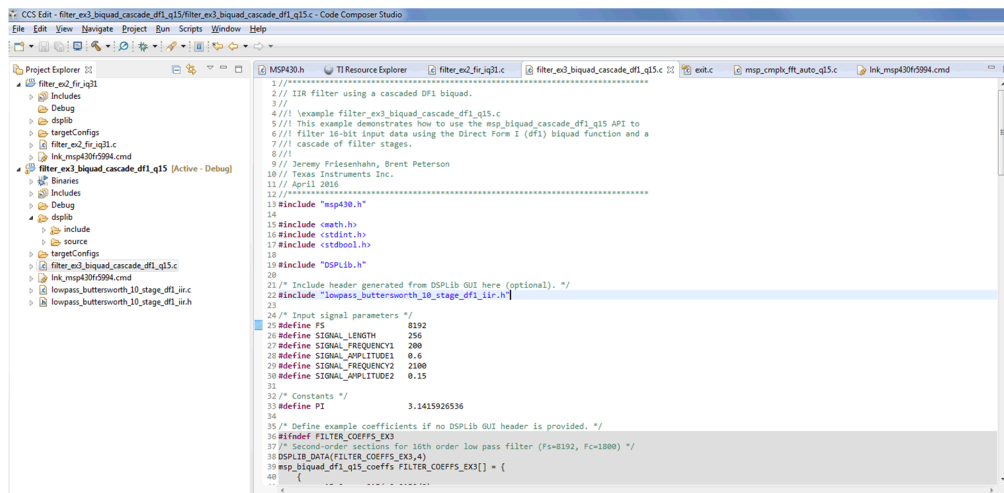 CCS Edit - filter_ex3_biquad_cascade_df1_q15/filter_ex3_biquad_cascade_df1_q15.c - Code Composer Studio
File Edit View Navigate Project Run Scripts Window Help
Project Explorer
MSP430.h TI Resource Explorer filter_ex2_fir_iq31.c filter_ex3_biquad_cascade_df1_q15.c exit.c msp_cmplx_fft_auto_q15.c lnk_msp430fr5994.cmd
filter_ex2_fir_iq31
Includes
Debug
dsplib
targetConfigs
filter_ex2_fir_iq31.c
lnk_msp430fr5994.cmd
filter_ex3_biquad_cascade_df1_q15 [Active - Debug]
Binaries
Includes
Debug
dsplib
include
source
targetConfigs
filter_ex3_biquad_cascade_df1_q15.c
lnk_msp430fr5994.cmd
lowpass_buttersworth_10_stage_df1_iir.c
lowpass_buttersworth_10_stage_df1_iir.h
1 //******************************************************************************
2 // IIR filter using a cascaded DF1 biquad.
3 //
4 //! \example filter_ex3_biquad_cascade_df1_q15.c
5 //! This example demonstrates how to use the msp_biquad_cascade_df1_q15 API to
6 //! filter 16-bit input data using the Direct Form I (df1) biquad function and a
7 //! cascade of filter stages.
8 //!
9 // Jeremy Friesenhahn, Brent Peterson
10 // Texas Instruments Inc.
11 // April 2016
12 //******************************************************************************
13 #include "msp430.h"
14
15 #include <math.h>
16 #include <stdint.h>
17 #include <stdbool.h>
18
19 #include "DSPLib.h"
20
21 /* Include header generated from DSPLib GUI here (optional). */
22 #include "lowpass_buttersworth_10_stage_df1_iir.h"
23
24 /* Input signal parameters */
25 #define FS 8192
26 #define SIGNAL_LENGTH 256
27 #define SIGNAL_FREQUENCY1 200
28 #define SIGNAL_AMPLITUDE1 0.6
29 #define SIGNAL_FREQUENCY2 2100
30 #define SIGNAL_AMPLITUDE2 0.15
31
32 /* Constants */
33 #define PI 3.1415926536
34
35 /* Define example coefficients if no DSPLib GUI header is provided. */
36 #ifndef FILTER_COEFFS_EX3
37 /* Second-order sections for 16th order low pass filter (Fs=8192, Fc=1800) */
38 DSPLIB_DATA(FILTER_COEFFS_EX3,4)
39 msp_biquad_df1_q15_coeffs FILTER_COEFFS_EX3[] = {
40 {